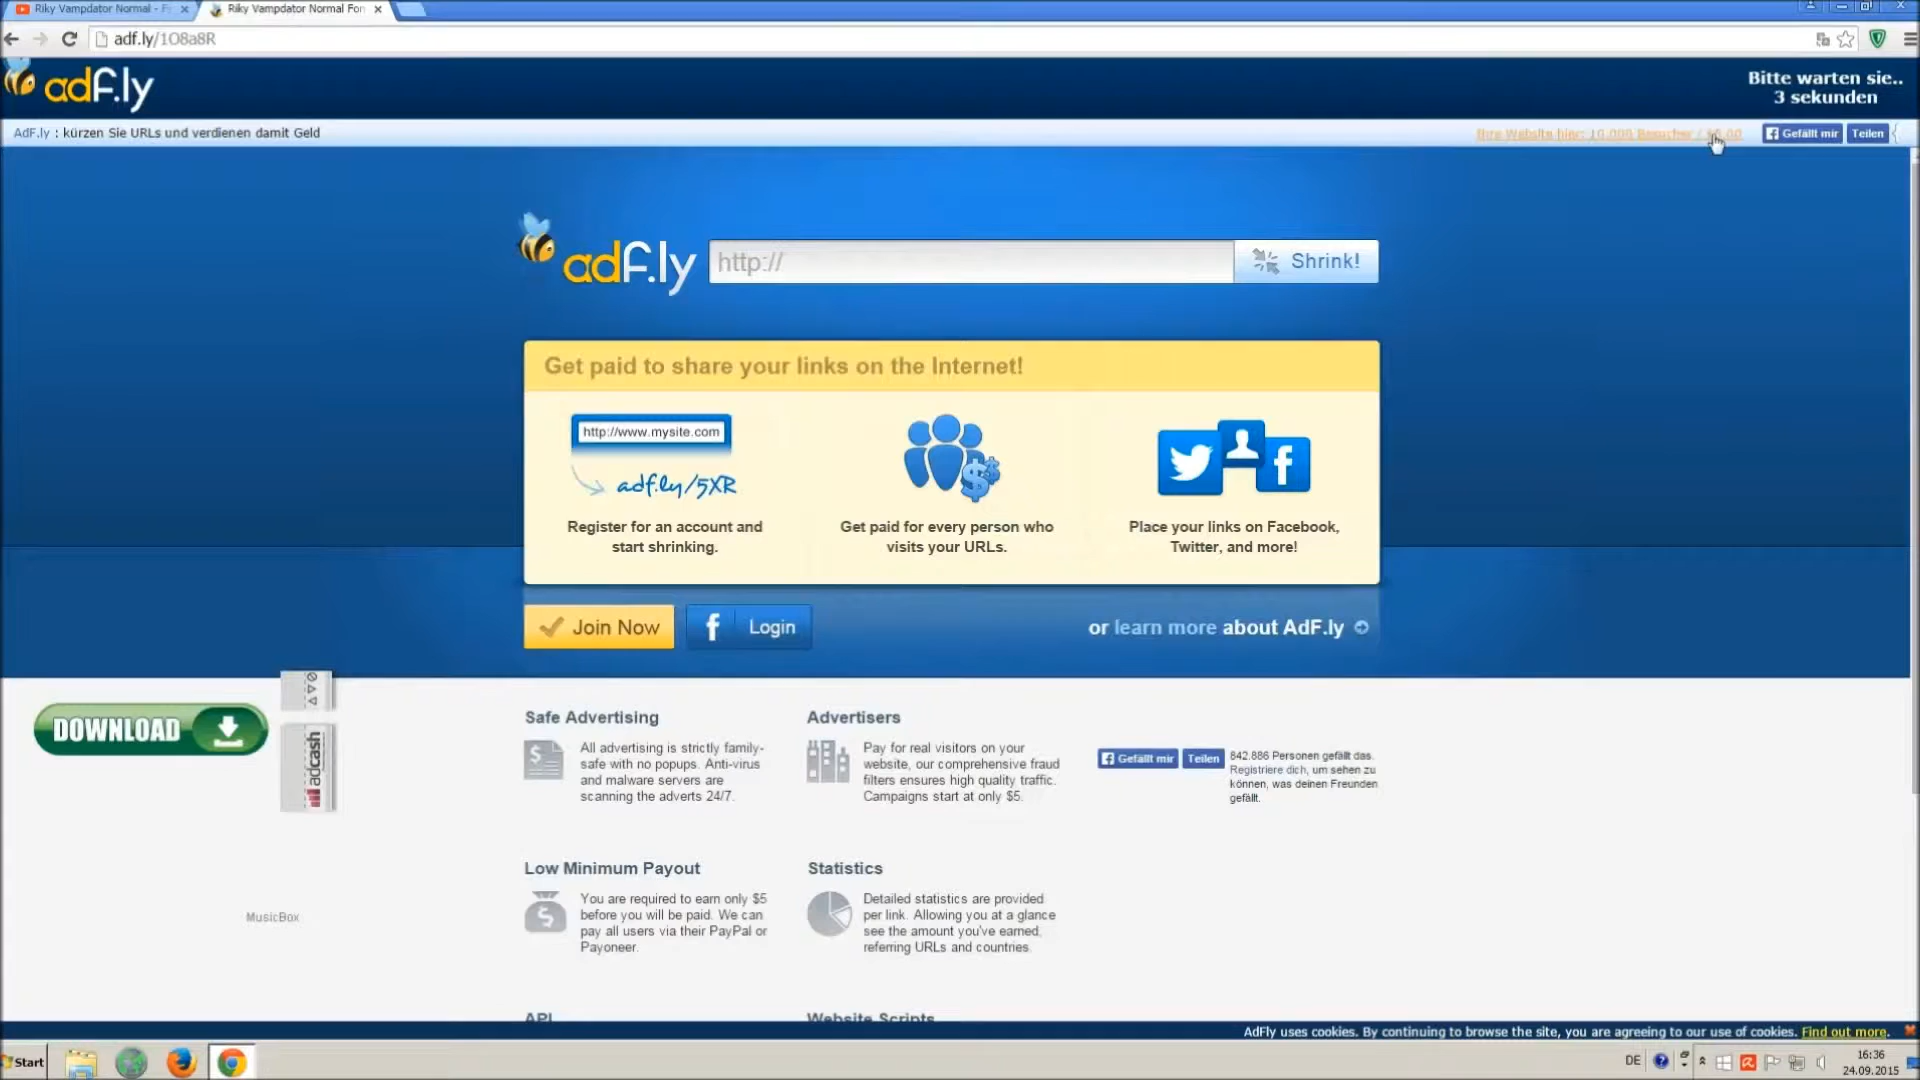 Riky Vampdator Normal - F
Riky Vampdator Normal Fon
adf.ly/1O8a8R
adf.ly
Bitte warten sie..
3 sekunden
AdF.ly : kürzen Sie URLs und verdienen damit Geld
Ihre Website hier: 10.000 Besucher /
Gefällt mir
Teilen
adf.ly
http://
Shrink!
Get paid to share your links on the Internet!
http://www.mysite.com
adf.ly/5XR
Register for an account and
start shrinking.
Get paid for every person who
visits your URLs.
Place your links on Facebook,
Twitter, and more!
Join Now
Login
or learn more about AdF.ly
DOWNLOAD
adcash
MusicBox
Safe Advertising
All advertising is strictly family-
safe with no popups. Anti-virus
and malware servers are
scanning the adverts 24/7.
Advertisers
Pay for real visitors on your
website, our comprehensive fraud
filters ensures high quality traffic.
Campaigns start at only $5.
Gefällt mir
Teilen
842.886 Personen gefällt das.
Registriere dich, um sehen zu
können, was deinen Freunden
gefällt.
Low Minimum Payout
You are required to earn only $5
before you will be paid. We can
pay all users via their PayPal or
Payoneer.
Statistics
Detailed statistics are provided
per link. Allowing you at a glance
see the amount you've earned,
referring URLs and countries.
API
Website Scripts
AdFly uses cookies. By continuing to browse the site, you are agreeing to our use of cookies. Find out more.
Start
DE
16:36
24.09.2015